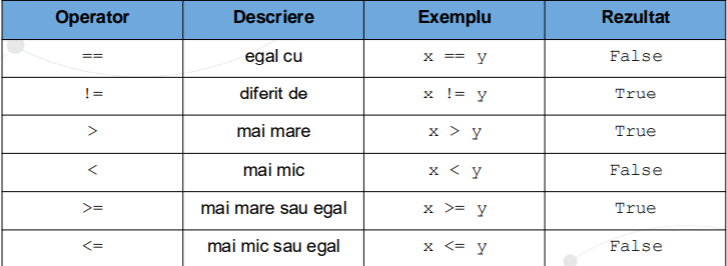 Operator Descriere Exemplu Rezultat
== egal cu x == y False
!= diferit de x != y True
> mai mare x > y True
< mai mic x < y False
>= mai mare sau egal x >= y True
<= mai mic sau egal x <= y False